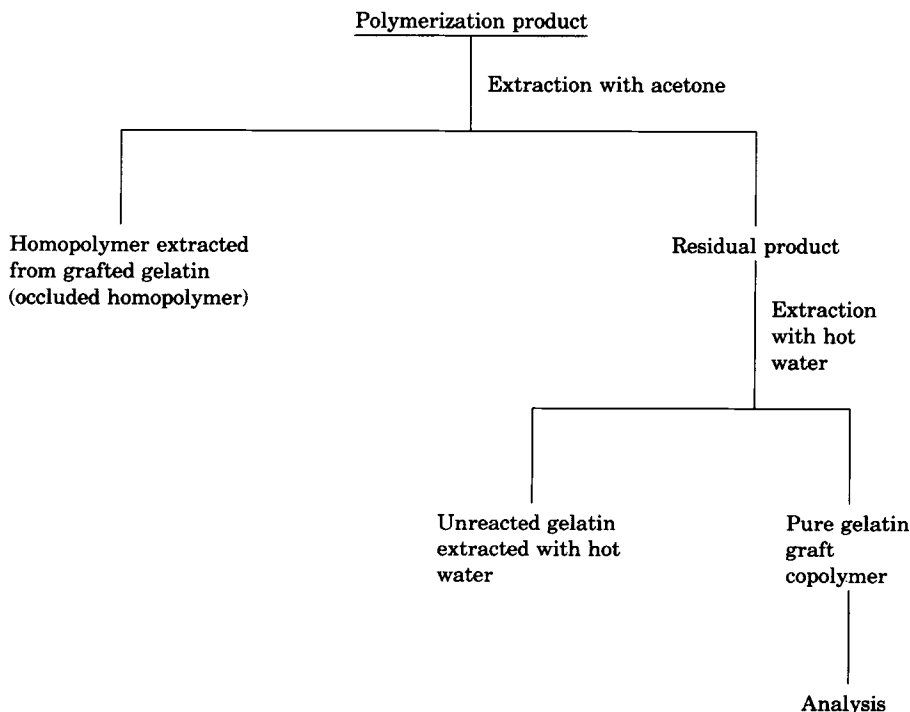 Polymerization product
Extraction with acetone
Homopolymer extracted
from grafted gelatin
(occluded homopolymer)
Residual product
Extraction
with hot
water
Unreacted gelatin
extracted with hot
water
Pure gelatin
graft
copolymer
Analysis